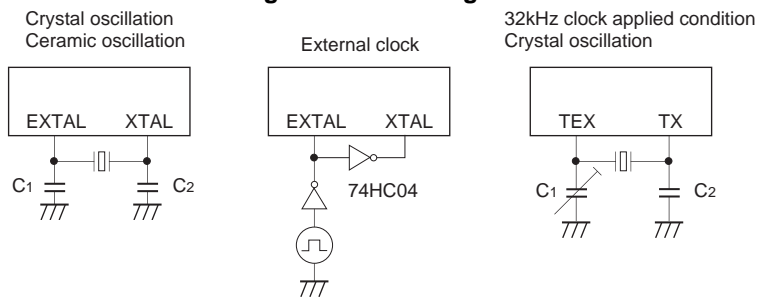 Crystal oscillation
Ceramic oscillation
External clock
32kHz clock applied condition
Crystal oscillation
EXTAL XTAL
C1 C2
EXTAL XTAL
74HC04
TEX TX
C1 C2